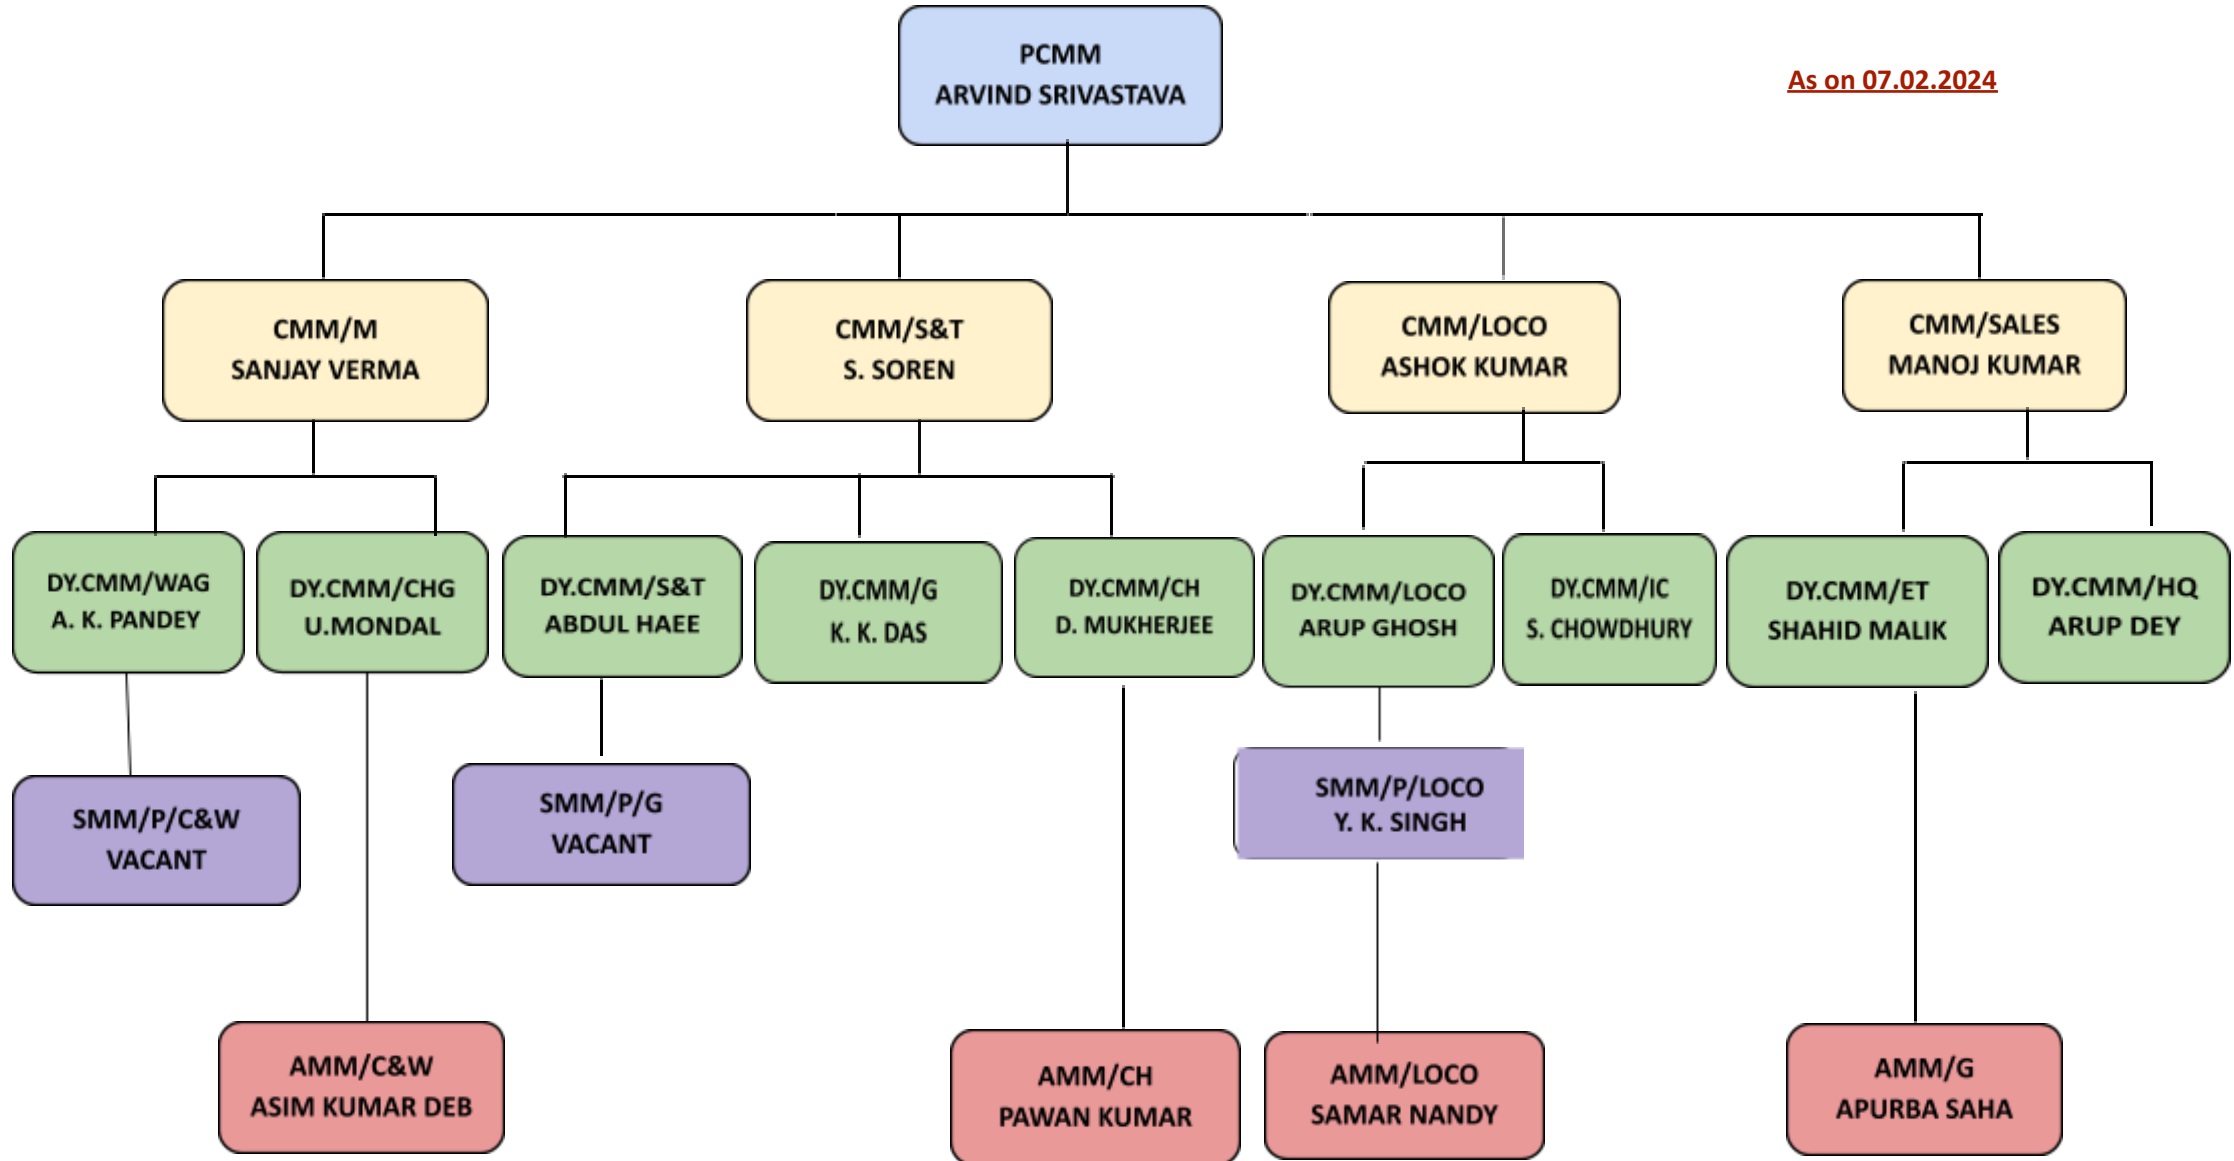 PCMM
ARVIND SRIVASTAVA
As on 07.02.2024
CMM/M
SANJAY VERMA
CMM/S&T
S. SOREN
CMM/LOCO
ASHOK KUMAR
CMM/SALES
MANOJ KUMAR
DY.CMM/WAG
A. K. PANDEY
DY.CMM/CHG
U.MONDAL
DY.CMM/S&T
ABDUL HAEE
DY.CMM/G
K. K. DAS
DY.CMM/CH
D. MUKHERJEE
DY.CMM/LOCO
ARUP GHOSH
DY.CMM/IC
S. CHOWDHURY
DY.CMM/ET
SHAHID MALIK
DY.CMM/HQ
ARUP DEY
SMM/P/C&W
VACANT
SMM/P/G
VACANT
SMM/P/LOCO
Y. K. SINGH
AMM/C&W
ASIM KUMAR DEB
AMM/CH
PAWAN KUMAR
AMM/LOCO
SAMAR NANDY
AMM/G
APURBA SAHA